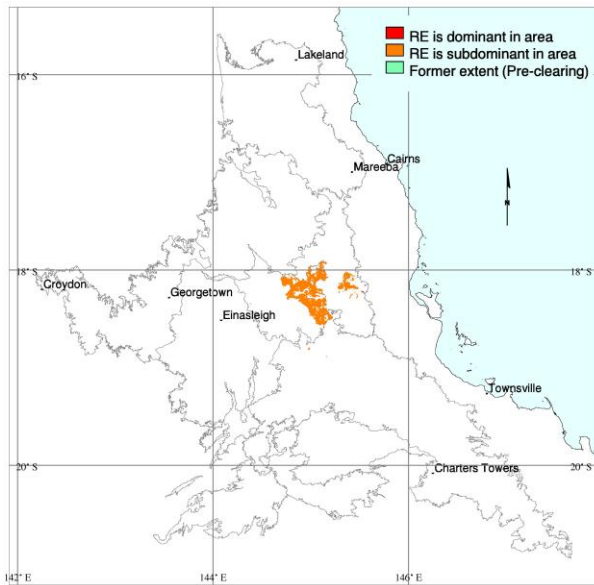 RE is dominant in area
RE is subdominant in area
Former extent (Pre-clearing)
16° S
Lakeland
Cairns
Mareeba
N
18° S
18° S
Croydon
Georgetown
Einasleigh
Townsville
20° S
Charters Towers
20° S
142° E
144° E
146° E